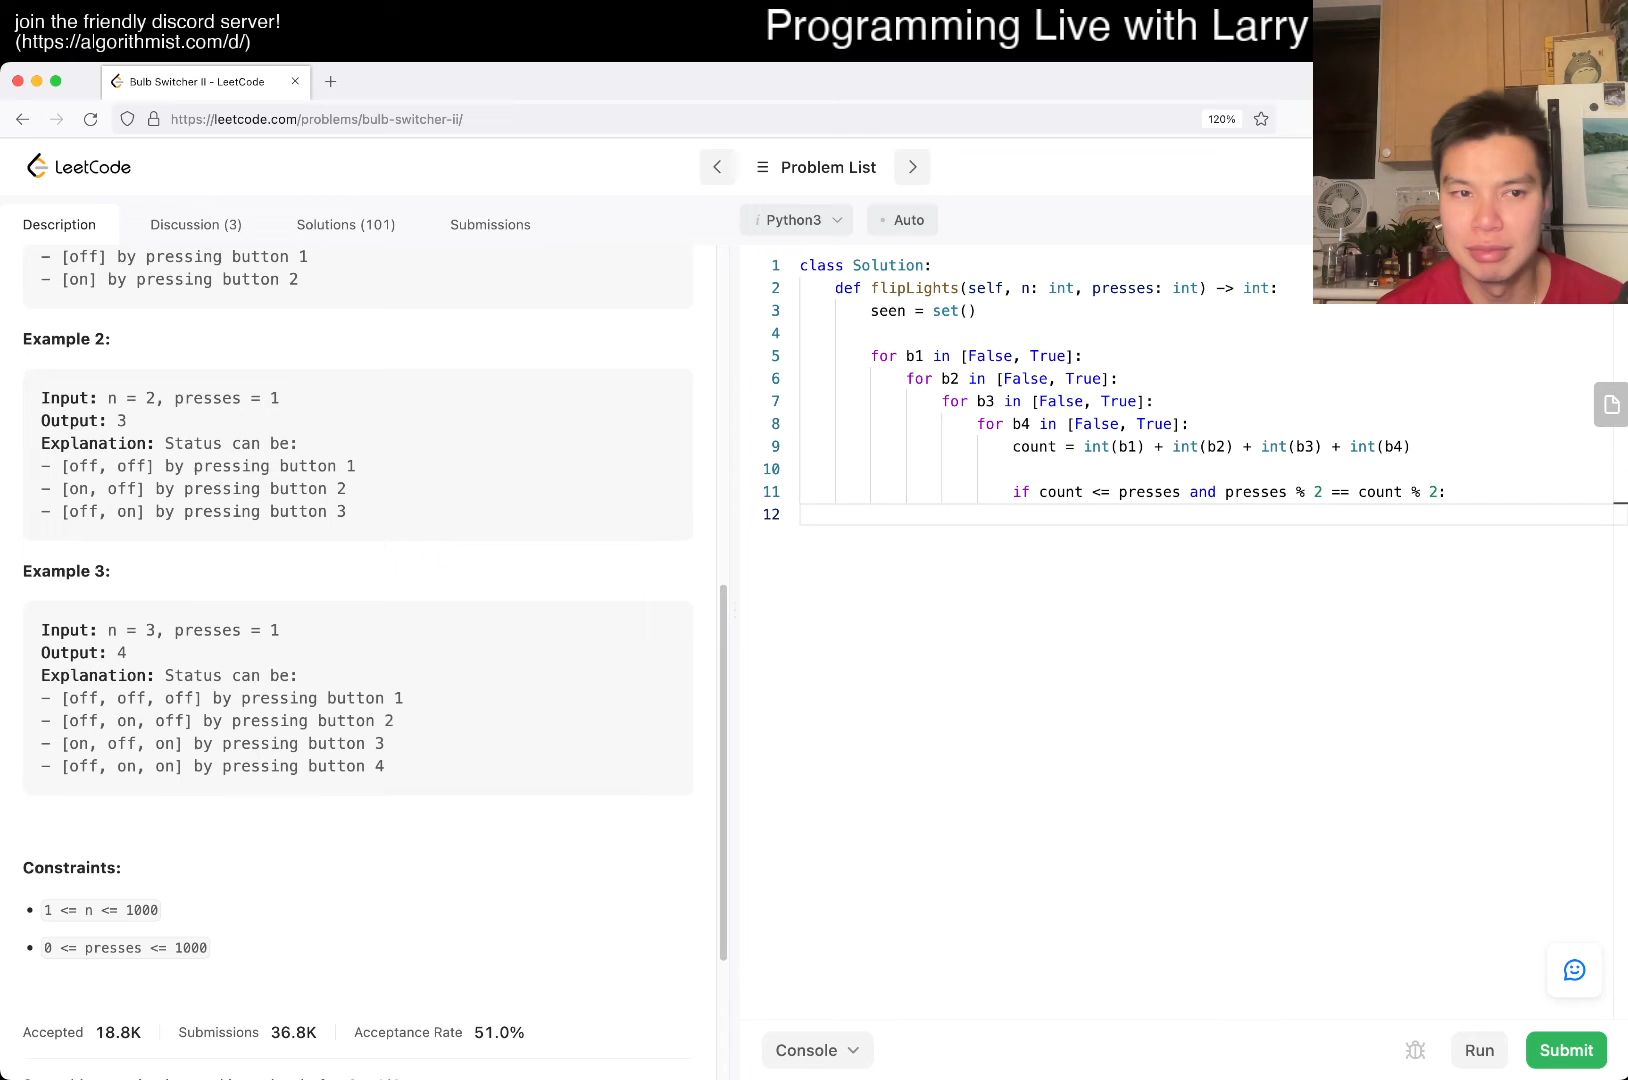 join the friendly discord server!
(https://algorithmist.com/d/)
Programming Live with Larry
Bulb Switcher II - LeetCode
https://leetcode.com/problems/bulb-switcher-ii/
120%
LeetCode
Problem List
Description
Discussion (3)
Solutions (101)
Submissions
i Python3
Auto
- [off] by pressing button 1
- [on] by pressing button 2
Example 2:
Input: n = 2, presses = 1
Output: 3
Explanation: Status can be:
- [off, off] by pressing button 1
- [on, off] by pressing button 2
- [off, on] by pressing button 3
Example 3:
Input: n = 3, presses = 1
Output: 4
Explanation: Status can be:
- [off, off, off] by pressing button 1
- [off, on, off] by pressing button 2
- [on, off, on] by pressing button 3
- [off, on, on] by pressing button 4
Constraints:
• 1 <= n <= 1000
• 0 <= presses <= 1000
Accepted 18.8K
Submissions 36.8K
Acceptance Rate 51.0%
1 class Solution:
2 def flipLights(self, n: int, presses: int) -> int:
3 seen = set()
4
5 for b1 in [False, True]:
6 for b2 in [False, True]:
7 for b3 in [False, True]:
8 for b4 in [False, True]:
9 count = int(b1) + int(b2) + int(b3) + int(b4)
10
11 if count <= presses and presses % 2 == count % 2:
12
Console
Run
Submit